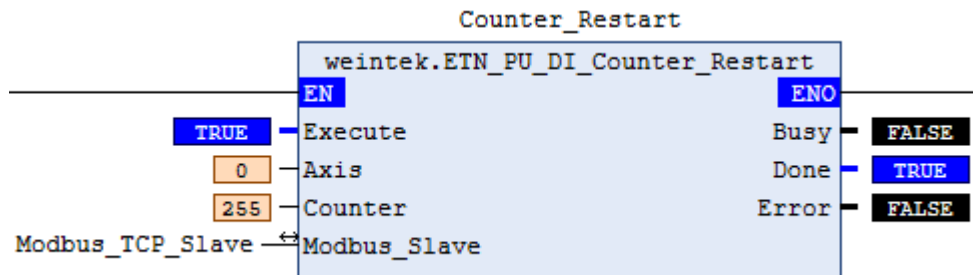 Counter_Restart
weintek.ETN_PU_DI_Counter_Restart
EN ENO
TRUE Execute Busy FALSE
0 Axis Done TRUE
255 Counter Error FALSE
Modbus_TCP_Slave Modbus_Slave